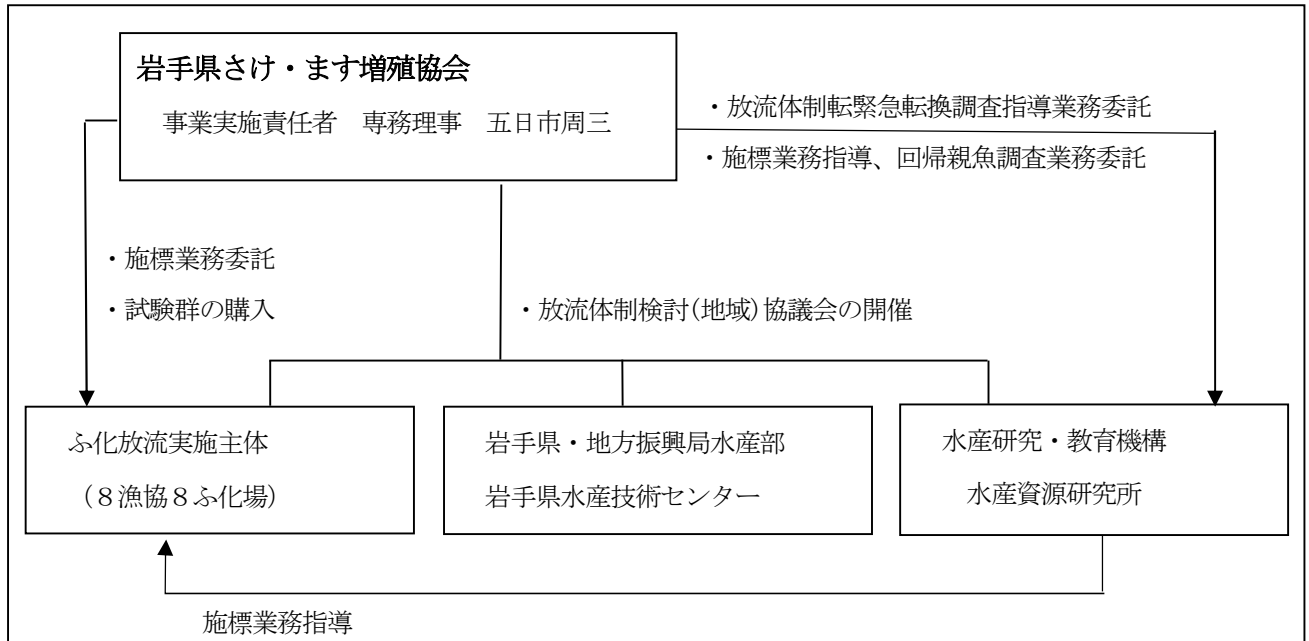 岩手県さけ・ます増殖協会
事業実施責任者　専務理事　五日市周三
・放流体制転緊急転換調査指導業務委託
・施標業務指導、回帰親魚調査業務委託
・施標業務委託
・試験群の購入
・放流体制検討(地域)協議会の開催
ふ化放流実施主体
（８漁協８ふ化場）
岩手県・地方振興局水産部
岩手県水産技術センター
水産研究・教育機構
水産資源研究所
施標業務指導